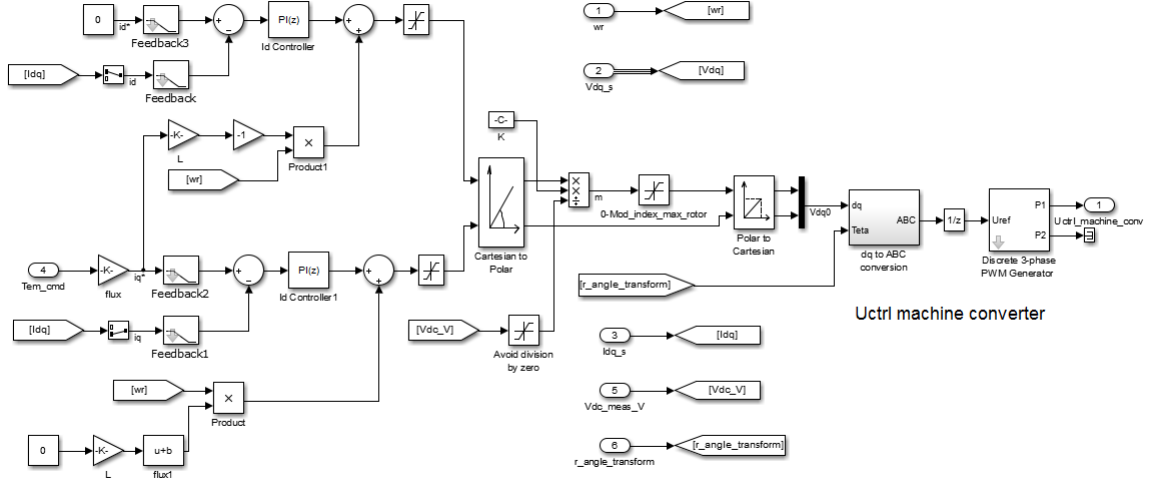 0
id*
Feedback3
+
−
PI(z)
Id Controller
+
+
[Idq]
id
Feedback
-K-
L
-1
×
Product1
[wr]
4
Tem_cmd
-K-
flux
iq*
Feedback2
+
−
PI(z)
Id Controller1
+
+
[Idq]
iq
Feedback1
[wr]
×
Product
0
-K-
L
u+b
flux1
1
wr
[wr]
2
Vdq_s
[Vdq]
-C-
K
Cartesian to
Polar
×
×
÷
m
0-Mod_index_max_rotor
Polar to
Cartesian
Vdq0
dq
Teta
ABC
dq to ABC
conversion
1/z
Uref
P1
P2
Discrete 3-phase
PWM Generator
1
Uctrl_machine_conv
[r_angle_transform]
[Vdc_V]
Avoid division
by zero
Uctrl machine converter
3
Idq_s
[Idq]
5
Vdc_meas_V
[Vdc_V]
6
r_angle_transform
[r_angle_transform]